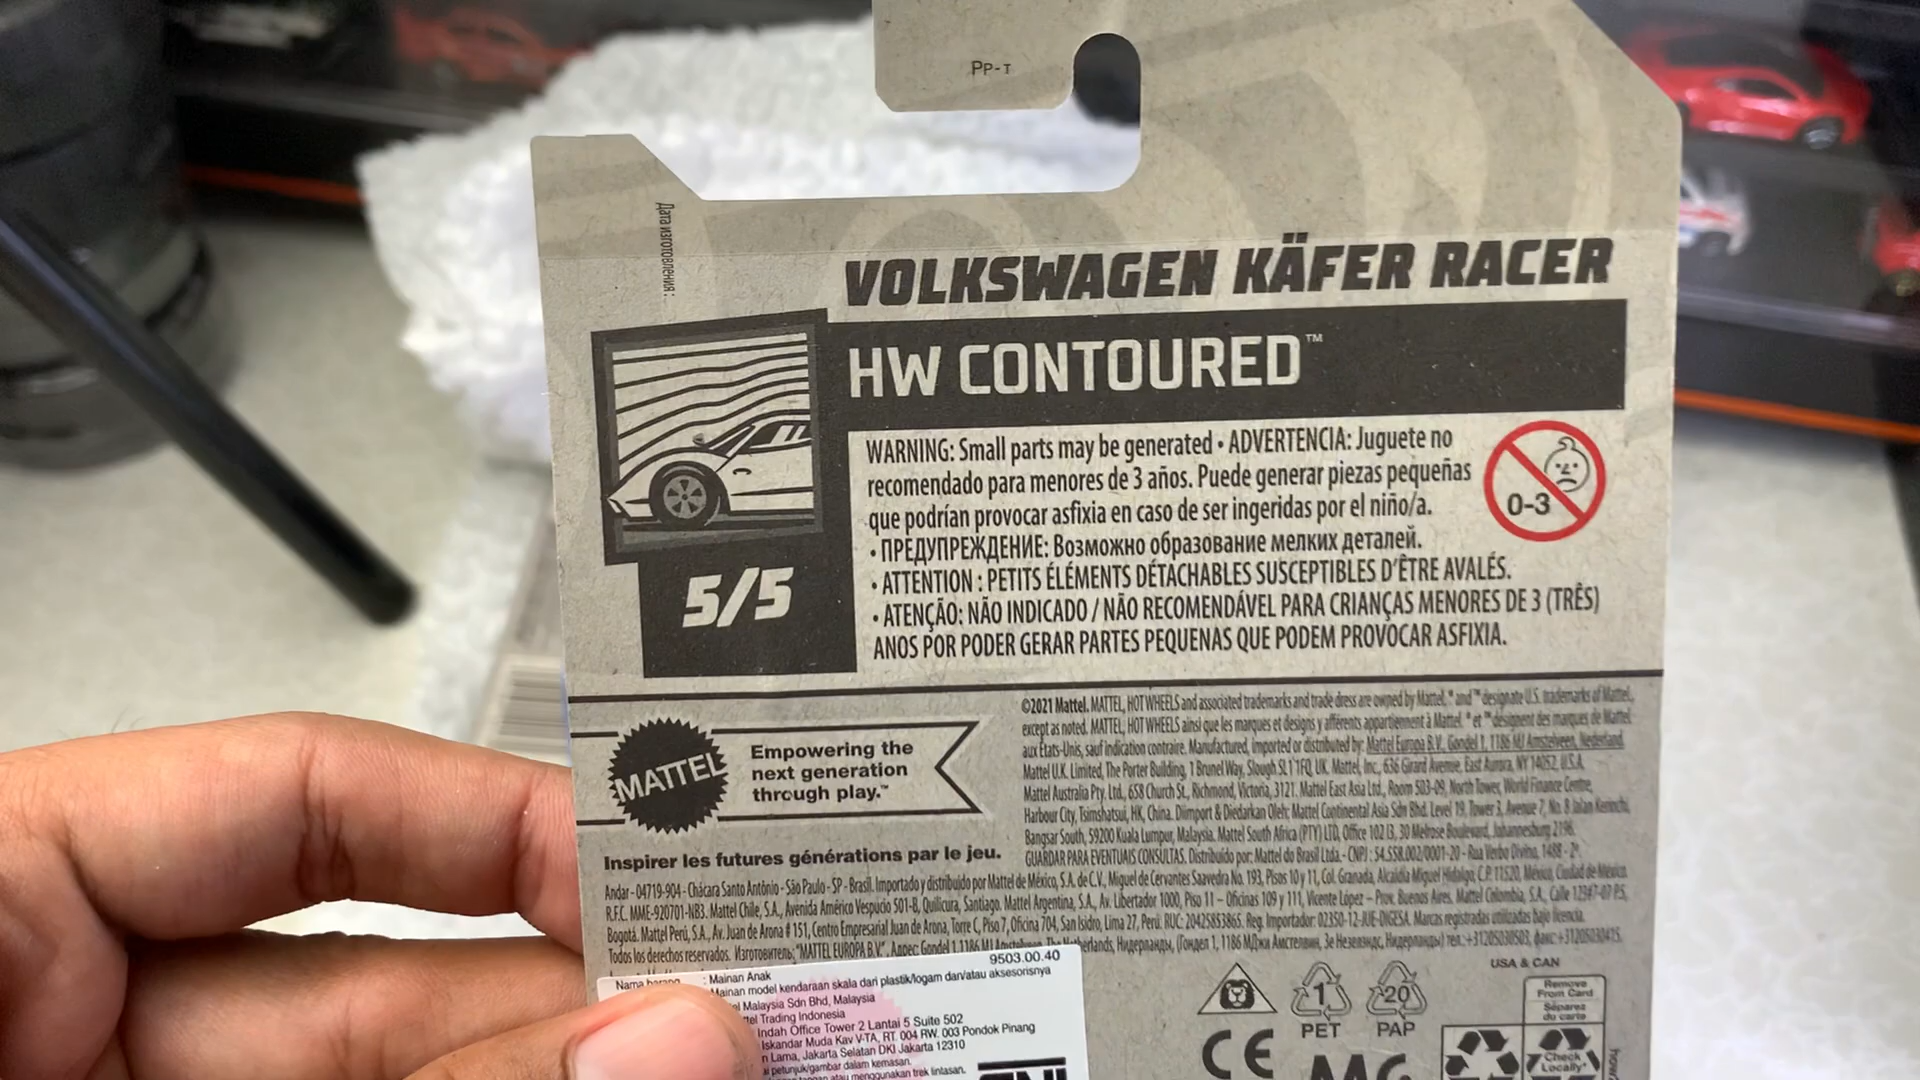 PP-T
Дата изготовления :
VOLKSWAGEN KÄFER RACER
HW CONTOURED™
WARNING: Small parts may be generated • ADVERTENCIA: Juguete no
recomendado para menores de 3 años. Puede generar piezas pequeñas
que podrían provocar asfixia en caso de ser ingeridas por el niño/a.
• ПРЕДУПРЕЖДЕНИЕ: Возможно образование мелких деталей.
• ATTENTION : PETITS ÉLÉMENTS DÉTACHABLES SUSCEPTIBLES D'ÊTRE AVALÉS.
• ATENÇÃO: NÃO INDICADO / NÃO RECOMENDÁVEL PARA CRIANÇAS MENORES DE 3 (TRÊS)
ANOS POR PODER GERAR PARTES PEQUENAS QUE PODEM PROVOCAR ASFIXIA.
0-3
5/5
MATTEL
Empowering the
next generation
through play.™
Inspirer les futures générations par le jeu.
©2021 Mattel. MATTEL, HOT WHEELS and associated trademarks and trade dress are owned by Mattel. ® and ™ designate U.S. trademarks of Mattel,
except as noted. MATTEL, HOT WHEELS ainsi que les marques et designs y afférents appartiennent à Mattel. ® et ™ désignent des marques de Mattel
aux États-Unis, sauf indication contraire. Manufactured, imported or distributed by: Mattel Europa B.V., Gondel 1, 1186 MJ Amstelveen, Nederland.
Mattel U.K. Limited, The Porter Building, 1 Brunel Way, Slough SL1 1FQ, UK. Mattel, Inc., 636 Girard Avenue, East Aurora, NY 14052, U.S.A.
Mattel Australia Pty. Ltd., 658 Church St., Richmond, Victoria, 3121. Mattel East Asia Ltd., Room 503-09, North Tower, World Finance Centre,
Harbour City, Tsimshatsui, HK, China. Diimport & Diedarkan Oleh: Mattel Continental Asia Sdn Bhd. Level 19, Tower 3, Avenue 7, No. 8 Jalan Kerinchi,
Bangsar South, 59200 Kuala Lumpur, Malaysia. Mattel South Africa (PTY) LTD, Office 102 I3, 30 Melrose Boulevard, Johannesburg 2196.
GUARDAR PARA EVENTUAIS CONSULTAS. Distribuido por: Mattel do Brasil Ltda.- CNPJ : 54.558.002/0001-20 - Rua Verbo Divino, 1488 - 2º.
Andar - 04719-904 - Chácara Santo Antônio - São Paulo - SP - Brasil. Importado y distribuido por Mattel de México, S.A. de C.V., Miguel de Cervantes Saavedra No. 193, Pisos 10 y 11, Col. Granada, Alcaldía Miguel Hidalgo, C.P. 11520, México, Ciudad de México.
R.F.C. MME-920701-NB3. Mattel Chile, S.A., Avenida Américo Vespucio 501-B, Quilicura, Santiago. Mattel Argentina, S.A., Av. Libertador 1000, Piso 11 – Oficinas 109 y 111, Vicente López – Prov. Buenos Aires. Mattel Colombia, S.A., Calle
Bogotá. Mattel Perú, S.A., Av. Juan de Arona # 151, Centro Empresarial Juan de Arona, Torre C, Piso 7, Oficina 704, San Isidro, Lima 27, Perú. RUC: 20425853865. Reg. Importador: 02350-12-JUE-DIGESA. Marcas registradas utilizadas bajo licencia.
Todos los derechos reservados. Изготовитель: "MATTEL EUROPA B.V.", Адрес: Gondel 1, 1186 MJ Amstelveen, The Netherlands, Нидерланды, (Гондел 1, 1186 МДжи Амстелвин, Зе Незелэндс, Нидерланды) тел:+31205030503,
9503.00.40
Nama barang : Mainan Anak
Mainan model kendaraan skala dari plastik/logam dan/atau aksesorisnya
Malaysia Sdn Bhd, Malaysia
Trading Indonesia
Indah Office Tower 2 Lantai 5 Suite 502
Iskandar Muda Kav V-TA, RT. 004 RW. 003 Pondok Pinang
Lama, Jakarta Selatan DKI Jakarta 12310
petunjuk/gambar dalam kemasan.
atau menggunakan trek lintasan.
1
PET
20
PAP
CE
USA & CAN
Remove
From Card
Séparez
du carte
Check
Locally*